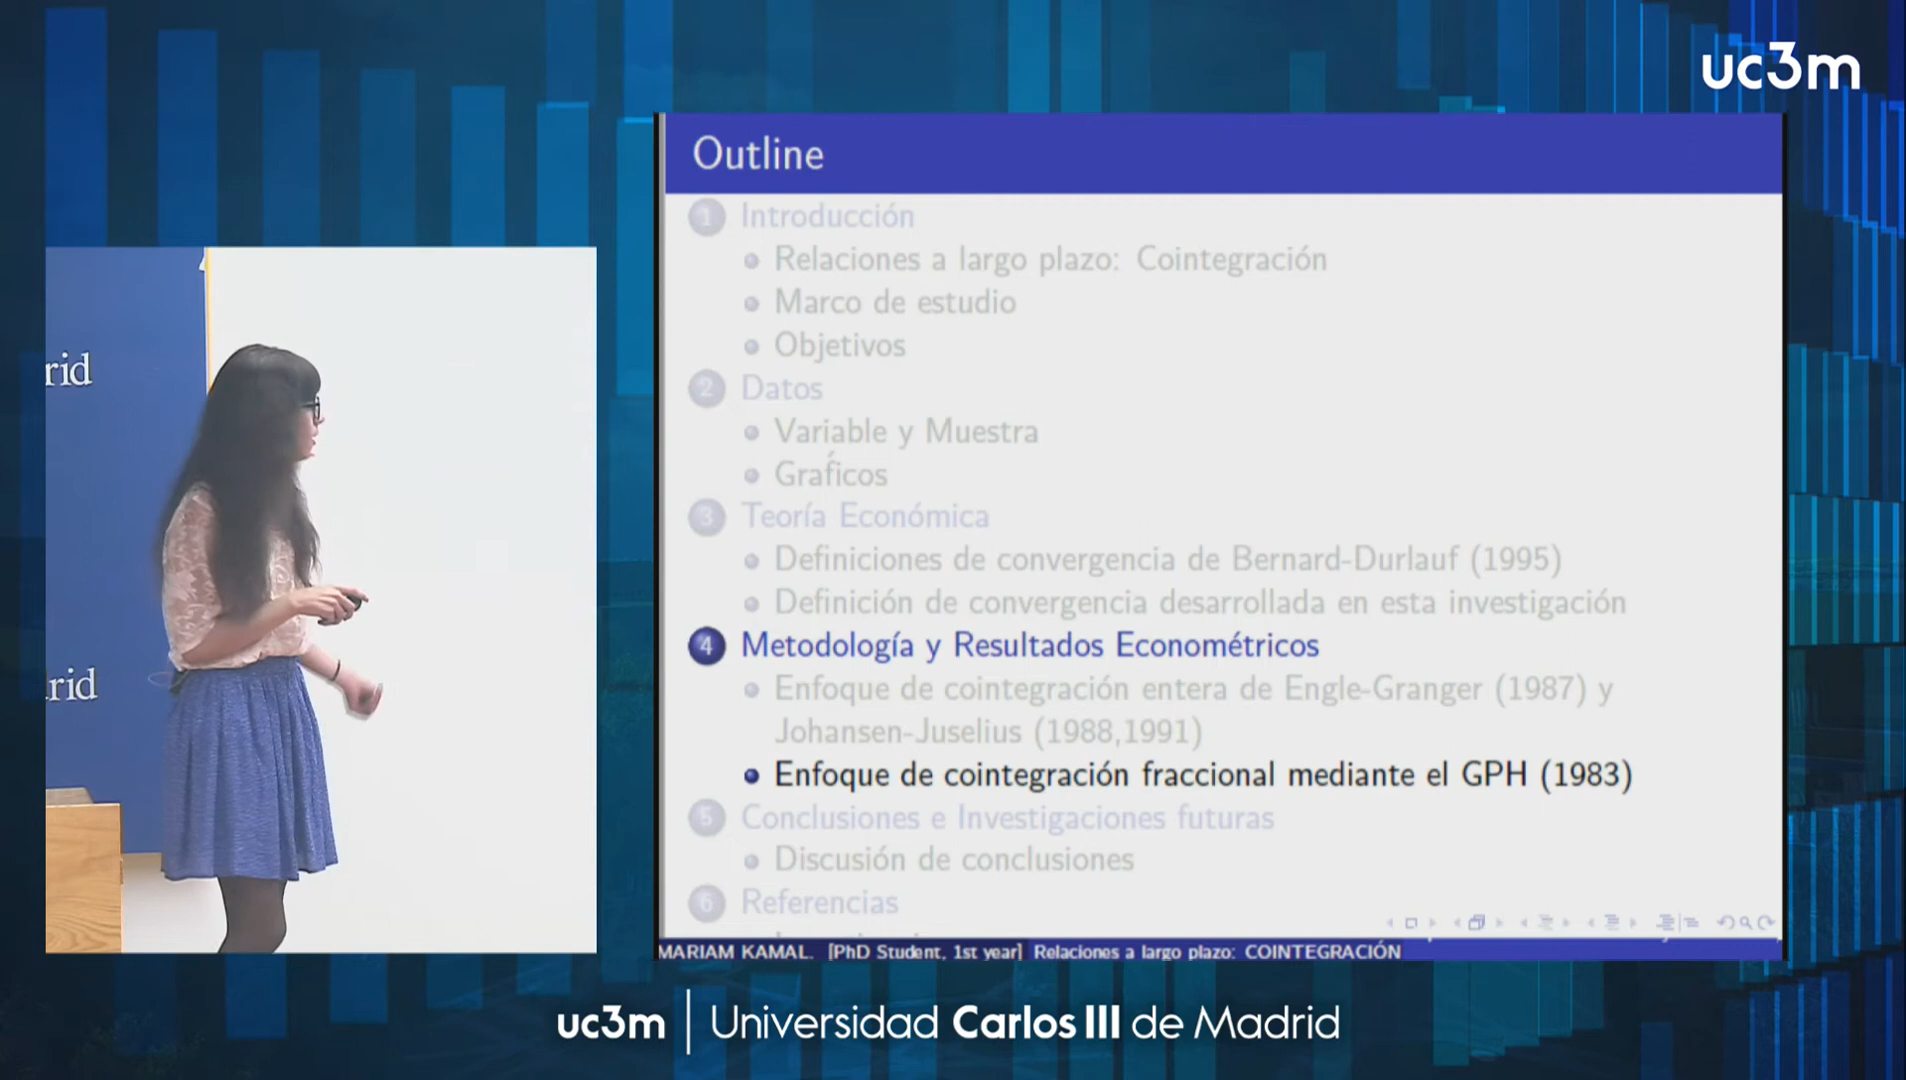 uc3m
Outline
1 Introducción
Relaciones a largo plazo: Cointegración
Marco de estudio
Objetivos
2 Datos
Variable y Muestra
Graf́icos
3 Teoría Económica
Definiciones de convergencia de Bernard-Durlauf (1995)
Definición de convergencia desarrollada en esta investigación
4 Metodología y Resultados Econométricos
Enfoque de cointegración entera de Engle-Granger (1987) y
Johansen-Juselius (1988,1991)
Enfoque de cointegración fraccional mediante el GPH (1983)
5 Conclusiones e Investigaciones futuras
Discusión de conclusiones
6 Referencias
MARIAM KAMAL. [PhD Student, 1st year] Relaciones a largo plazo: COINTEGRACIÓN
rid
rid
uc3m | Universidad Carlos III de Madrid